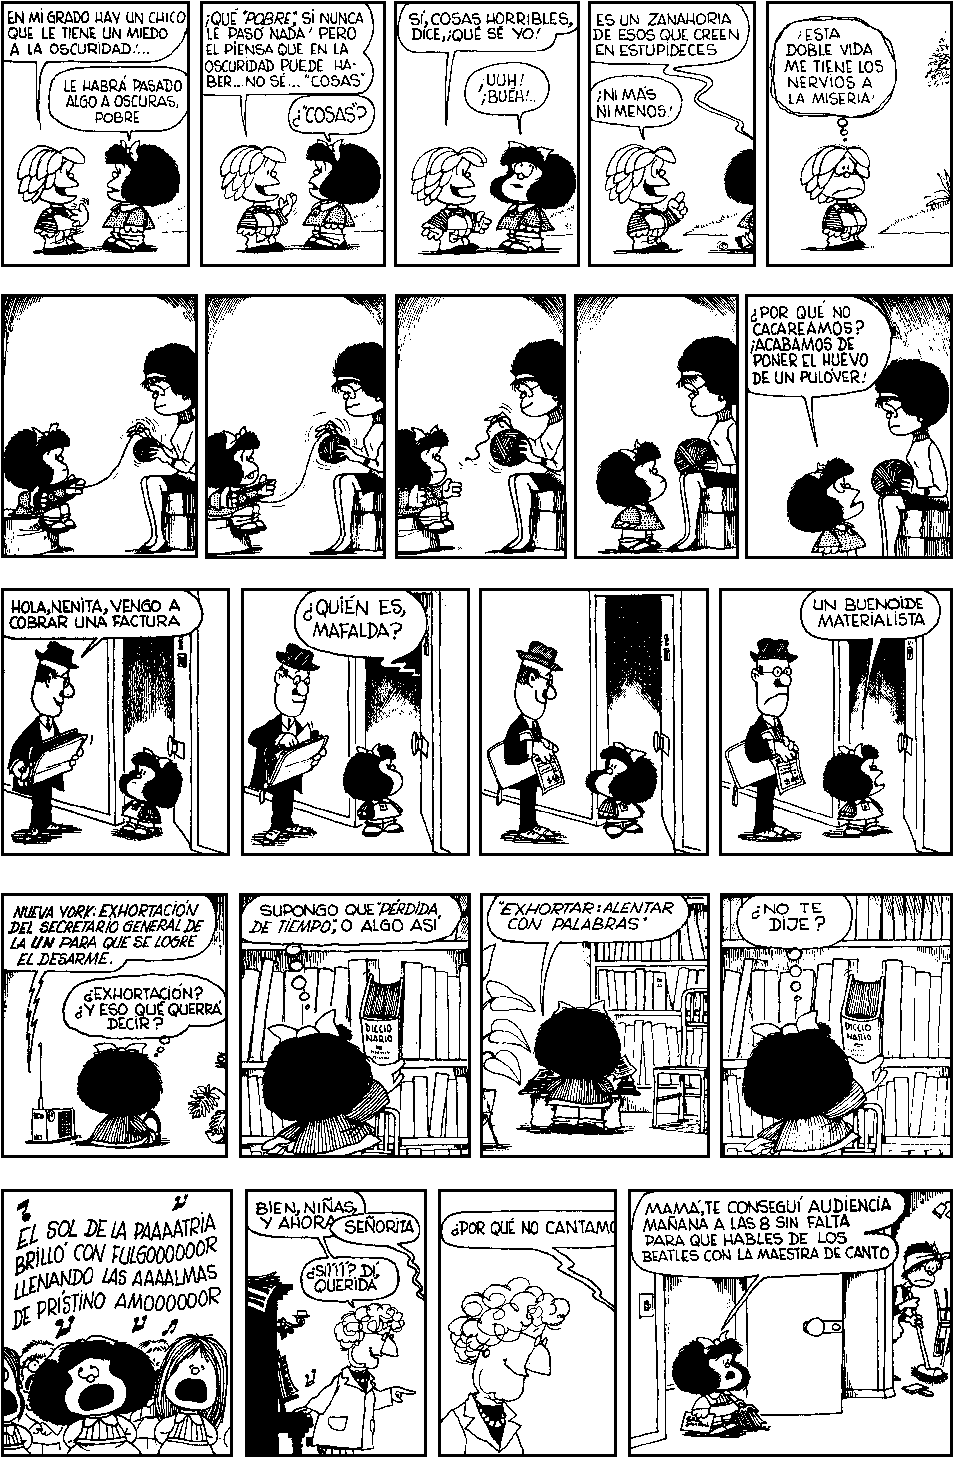 EN MI GRADO HAY UN CHICO
QUE LE TIENE UN MIEDO
A LA OSCURIDAD!...
LE HABRÁ PASADO
ALGO A OSCURAS,
POBRE
¡QUÉ "POBRE", SI NUNCA
LE PASÓ NADA! PERO
ÉL PIENSA QUE EN LA
OSCURIDAD PUEDE HA-
BER... NO SÉ... "COSAS"
¿"COSAS"?
SÍ, COSAS HORRIBLES,
DICE, ¡QUÉ SÉ YO!
¡UUH!
¡BUÉH!..
ES UN ZANAHORIA
DE ESOS QUE CREEN
EN ESTUPIDECES
¡NI MÁS
NI MENOS!
¡ESTA
DOBLE VIDA
ME TIENE LOS
NERVIOS A
LA MISERIA!
¿POR QUÉ NO
CACAREAMOS?
¡ACABAMOS DE
PONER EL HUEVO
DE UN PULÓVER!
HOLA, NENITA, VENGO A
COBRAR UNA FACTURA
¿QUIÉN ES,
MAFALDA?
UN BUENOIDE
MATERIALISTA
NUEVA YORK: EXHORTACIÓN
DEL SECRETARIO GENERAL DE
LA UN PARA QUE SE LOGRE
EL DESARME.
¿EXHORTACIÓN?
¿Y ESO QUÉ QUERRÁ
DECIR?
SUPONGO QUE "PÉRDIDA
DE TIEMPO", O ALGO ASÍ
DICCIO
NARIO
"EXHORTAR: ALENTAR
CON PALABRAS"
¿NO TE
DIJE?
DICCIO
NARIO
EL SOL DE LA PAAAATRIA
BRILLÓ CON FULGOOOOOOR
LLENANDO LAS AAAALMAS
DE PRÍSTINO AMOOOOOOR
BIEN, NIÑAS,
Y AHORA
SEÑORITA
¿SIIII? DÍ,
QUERIDA
¿POR QUÉ NO CANTAMO
MAMÁ, TE CONSEGUÍ AUDIENCIA
MAÑANA A LAS 8 SIN FALTA
PARA QUE HABLES DE LOS
BEATLES CON LA MAESTRA DE CANTO